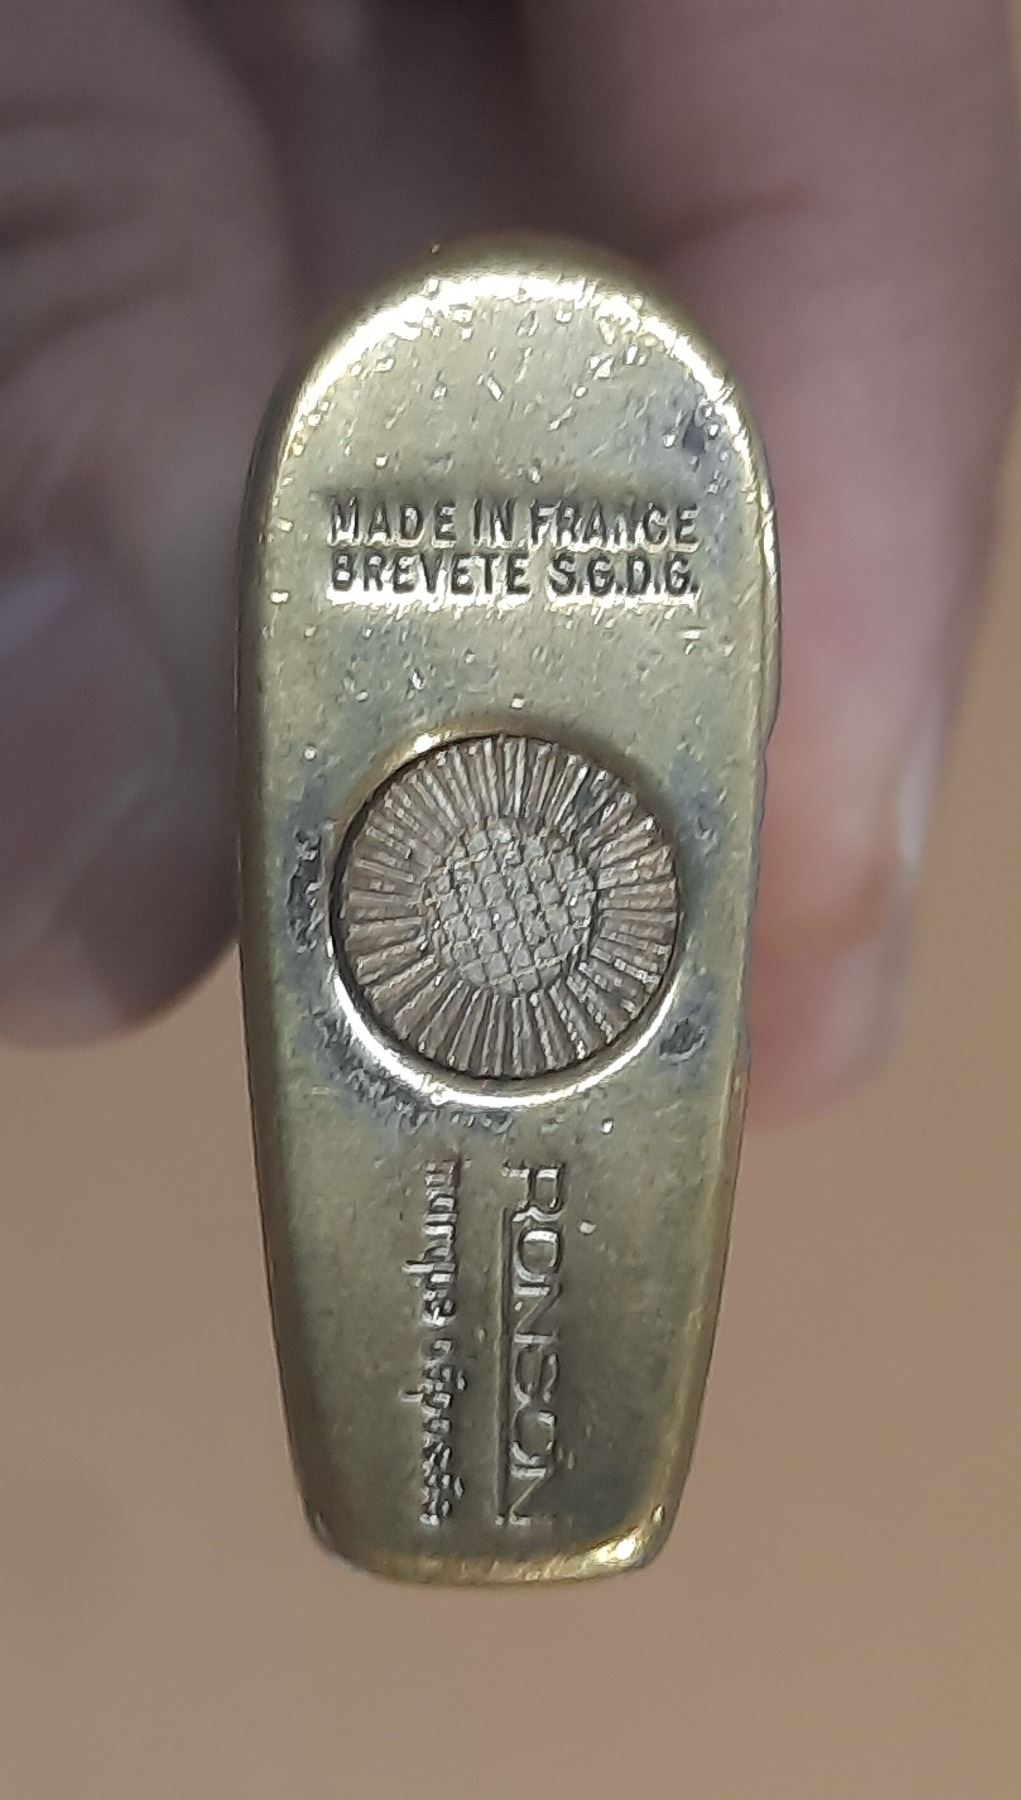 MADE IN FRANCE
BREVETE S.G.D.G.
RONSON
marque déposée